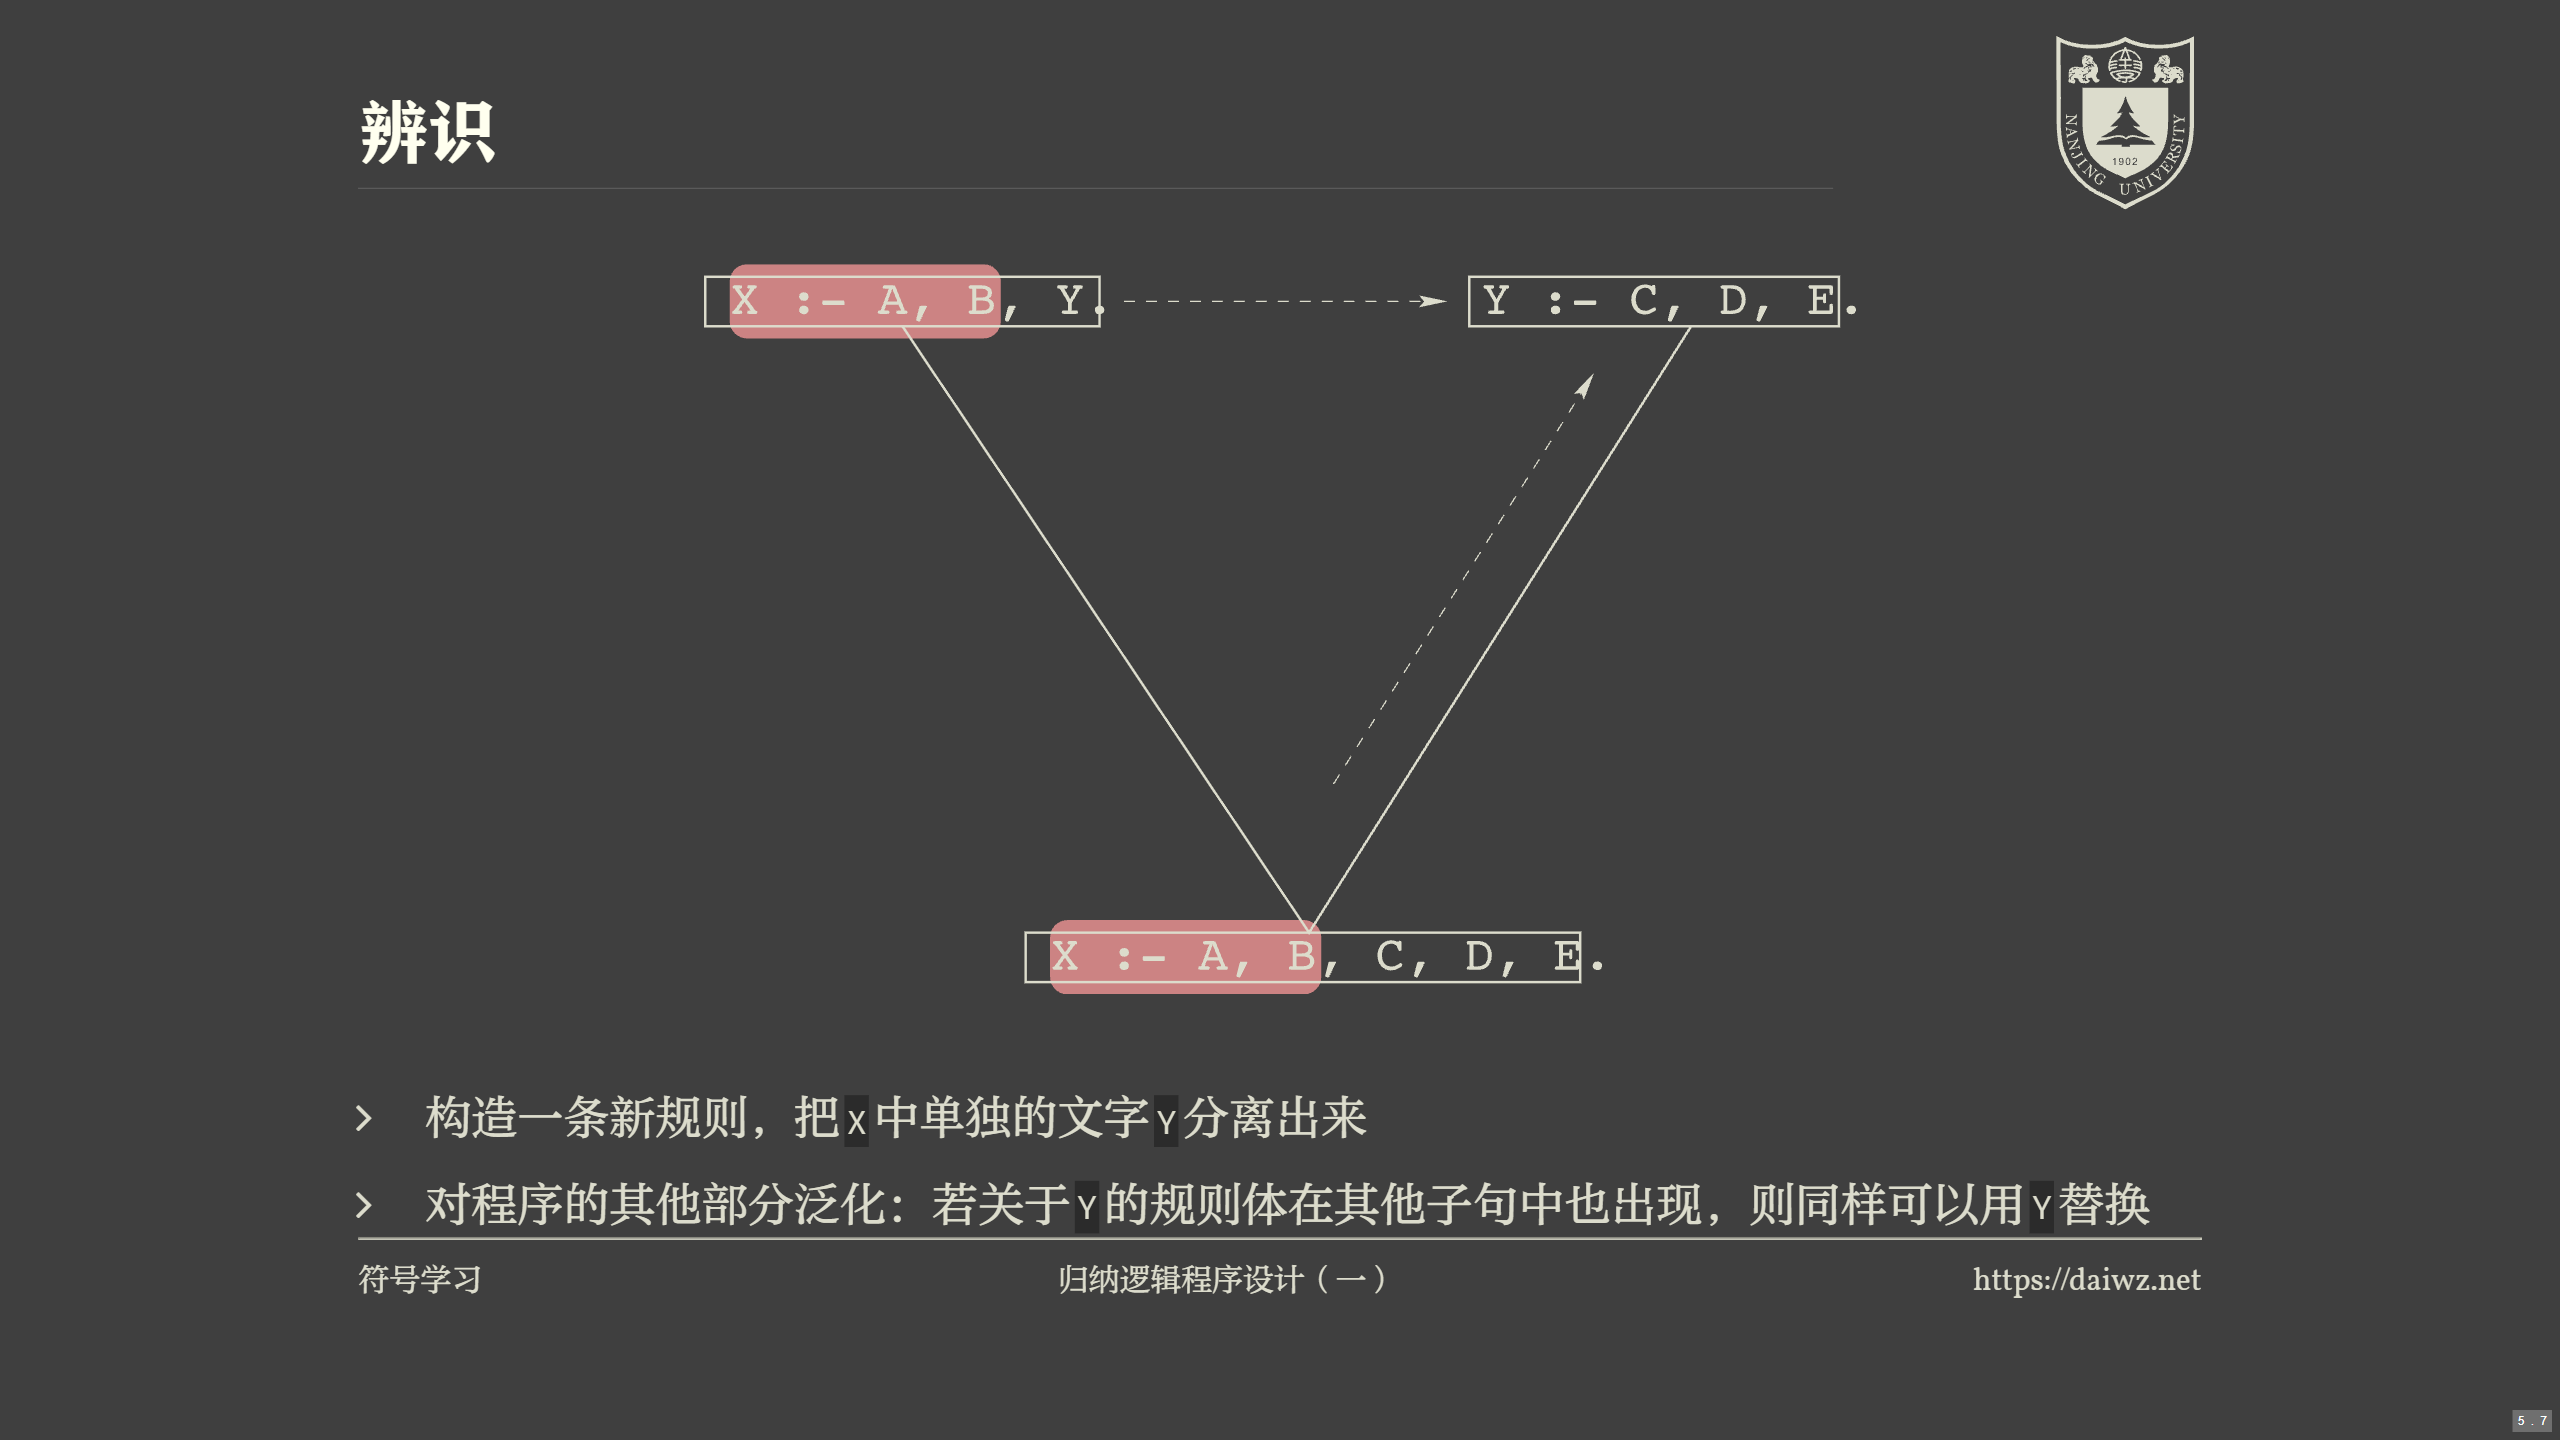 辨识
NANJING UNIVERSITY
1902
X :- A, B, Y.
Y :- C, D, E.
X :- A, B, C, D, E.
构造一条新规则，把X中单独的文字Y分离出来
对程序的其他部分泛化：若关于Y的规则体在其他子句中也出现，则同样可以用Y替换
符号学习
归纳逻辑程序设计（一）
https://daiwz.net
5 . 7